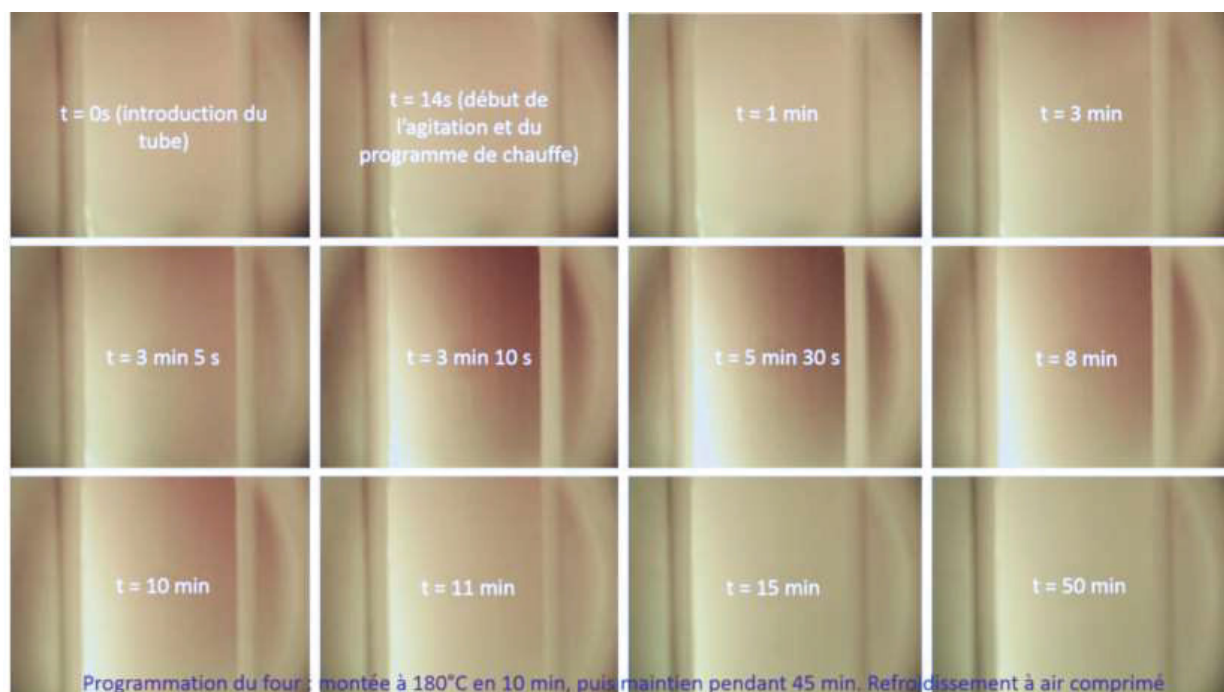 t = 0s (introduction du
tube)
t = 14s (début de
l'agitation et du
programme de chauffe)
t = 1 min
t = 3 min
t = 3 min 5 s
t = 3 min 10 s
t = 5 min 30 s
t = 8 min
t = 10 min
t = 11 min
t = 15 min
t = 50 min
Programmation du four : montée à 180°C en 10 min, puis maintien pendant 45 min. Refroidissement à air comprimé